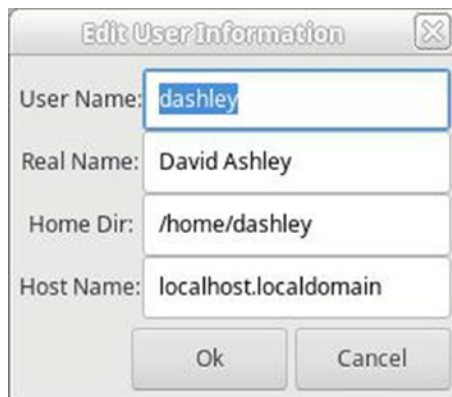 Edit User Information
User Name: dashley
Real Name: David Ashley
Home Dir: /home/dashley
Host Name: localhost.localdomain
Ok Cancel